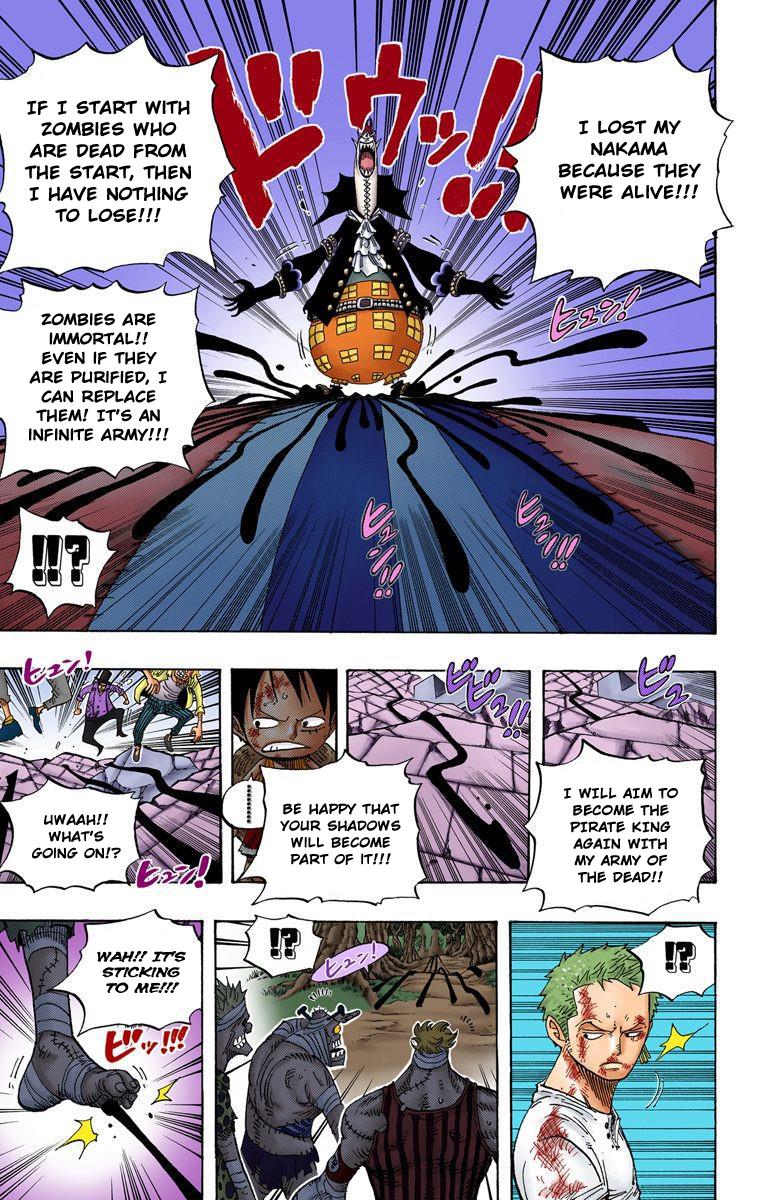 I LOST MY
NAKAMA
BECAUSE THEY
WERE ALIVE!!!
ドウッ!!
IF I START WITH
ZOMBIES WHO
ARE DEAD FROM
THE START, THEN
I HAVE NOTHING
TO LOSE!!!
ZOMBIES ARE
IMMORTAL!!
EVEN IF THEY
ARE PURIFIED, I
CAN REPLACE
THEM! IT'S AN
INFINITE ARMY!!!
ヒュン!
ヒュン!!
ヒュン!!
!!?
ビュ!
I WILL AIM TO
BECOME THE
PIRATE KING
AGAIN WITH
MY ARMY OF
THE DEAD!!
ビビュ!!
BE HAPPY THAT
YOUR SHADOWS
WILL BECOME
PART OF IT!!!
ヒュン!
UWAAH!!
WHAT'S
GOING ON!?
ヒュン!
!?
!?
ヒュン!
WAH!! IT'S
STICKING
TO ME!!!
ビッ!!!